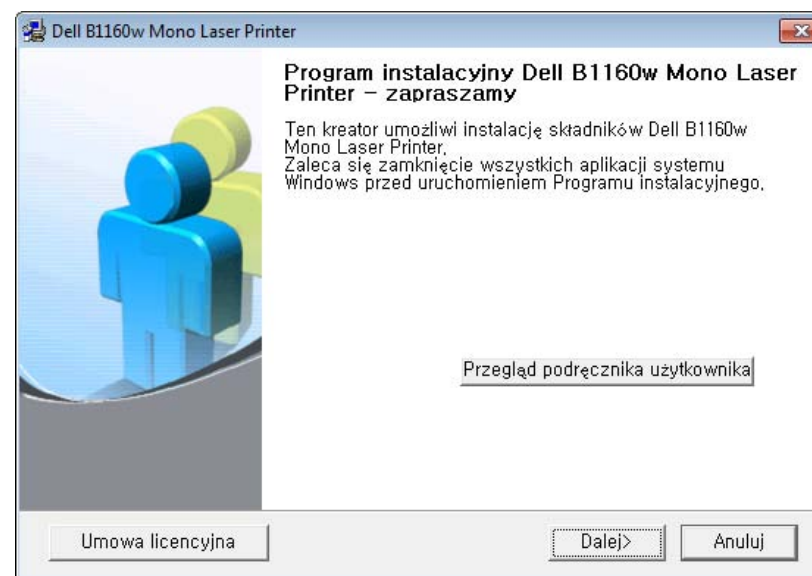 Dell B1160w Mono Laser Printer
Program instalacyjny Dell B1160w Mono Laser
Printer – zapraszamy
Ten kreator umożliwi instalację składników Dell B1160w
Mono Laser Printer,
Zaleca się zamknięcie wszystkich aplikacji systemu
Windows przed uruchomieniem Programu instalacyjnego,
Przegląd podręcznika użytkownika
Umowa licencyjna
Dalej>
Anuluj